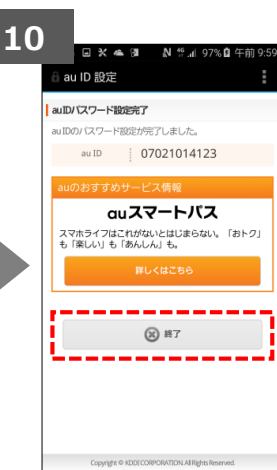 10
97% 午前 9:59
au ID 設定
auIDパスワード設定完了
auIDのパスワード設定が完了しました。
au ID 07021014123
auのおすすめサービス情報
auスマートパス
スマホライフはこれがないとはじまらない。「おトク」
も「楽しい」も「あんしん」も。
詳しくはこちら
終了
Copyright © KDDI CORPORATION. All Rights Reserved.